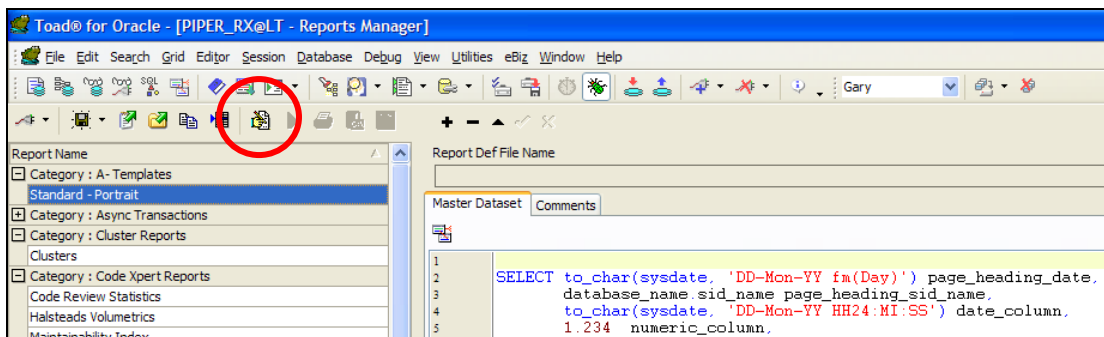 Toad® for Oracle - [PIPER_RX@LT - Reports Manager]
File Edit Search Grid Editor Session Database Debug View Utilities eBiz Window Help
SQL
Gary
Report Name
Category : A- Templates
Standard - Portrait
Category : Async Transactions
Category : Cluster Reports
Clusters
Category : Code Xpert Reports
Code Review Statistics
Halsteads Volumetrics
Maintainability Index
Report Def File Name
Master Dataset Comments
1
2 SELECT to_char(sysdate, 'DD-Mon-YY fm(Day)') page_heading_date,
3 database_name.sid_name page_heading_sid_name,
4 to_char(sysdate, 'DD-Mon-YY HH24:MI:SS') date_column,
5 1.234 numeric_column,